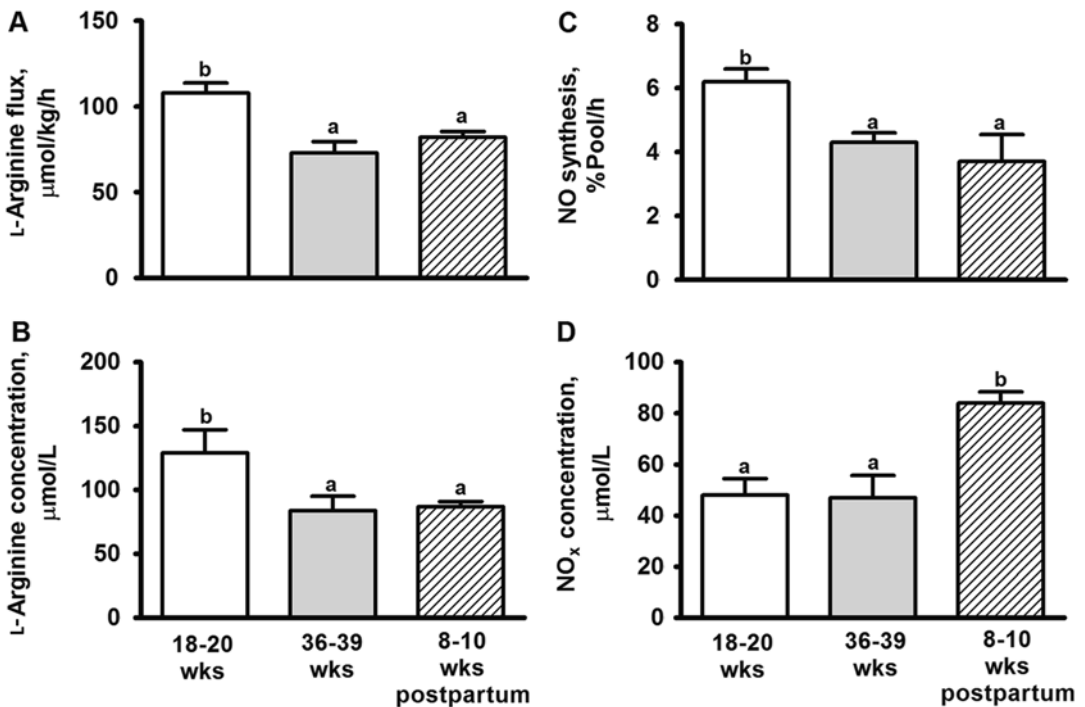 A
L-Arginine flux,
µmol/kg/h
150
100
50
0
b
a
a
B
L-Arginine concentration,
µmol/L
200
150
100
50
0
b
a
a
18-20
wks
36-39
wks
8-10
wks
postpartum
C
NO synthesis,
%Pool/h
8
6
4
2
0
b
a
a
D
NOx concentration,
µmol/L
100
80
60
40
20
0
a
a
b
18-20
wks
36-39
wks
8-10
wks
postpartum